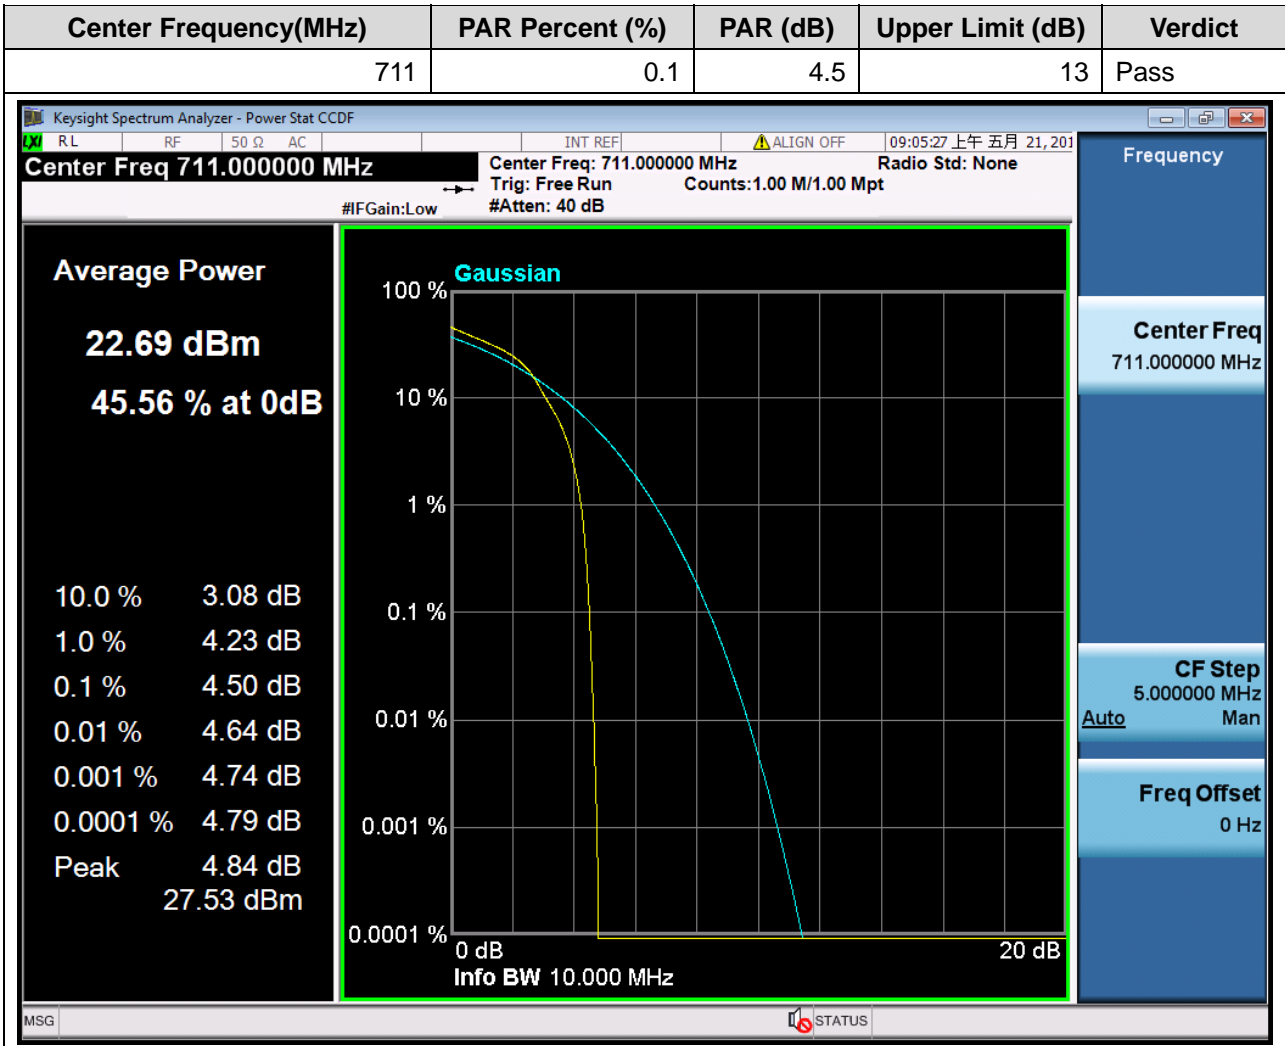 Center Frequency(MHz) PAR Percent (%) PAR (dB) Upper Limit (dB) Verdict
711 0.1 4.5 13 Pass
Keysight Spectrum Analyzer - Power Stat CCDF
LXI RL RF 50 Ω AC INT REF ALIGN OFF 09:05:27 上午 五月 21, 201
Center Freq 711.000000 MHz
Center Freq: 711.000000 MHz Radio Std: None
Trig: Free Run Counts:1.00 M/1.00 Mpt
#IFGain:Low #Atten: 40 dB
Frequency
Center Freq
711.000000 MHz
CF Step
5.000000 MHz
Auto Man
Freq Offset
0 Hz
Average Power
22.69 dBm
45.56 % at 0dB
10.0 % 3.08 dB
1.0 % 4.23 dB
0.1 % 4.50 dB
0.01 % 4.64 dB
0.001 % 4.74 dB
0.0001 % 4.79 dB
Peak 4.84 dB
27.53 dBm
Gaussian
100 %
10 %
1 %
0.1 %
0.01 %
0.001 %
0.0001 %
0 dB 20 dB
Info BW 10.000 MHz
MSG STATUS